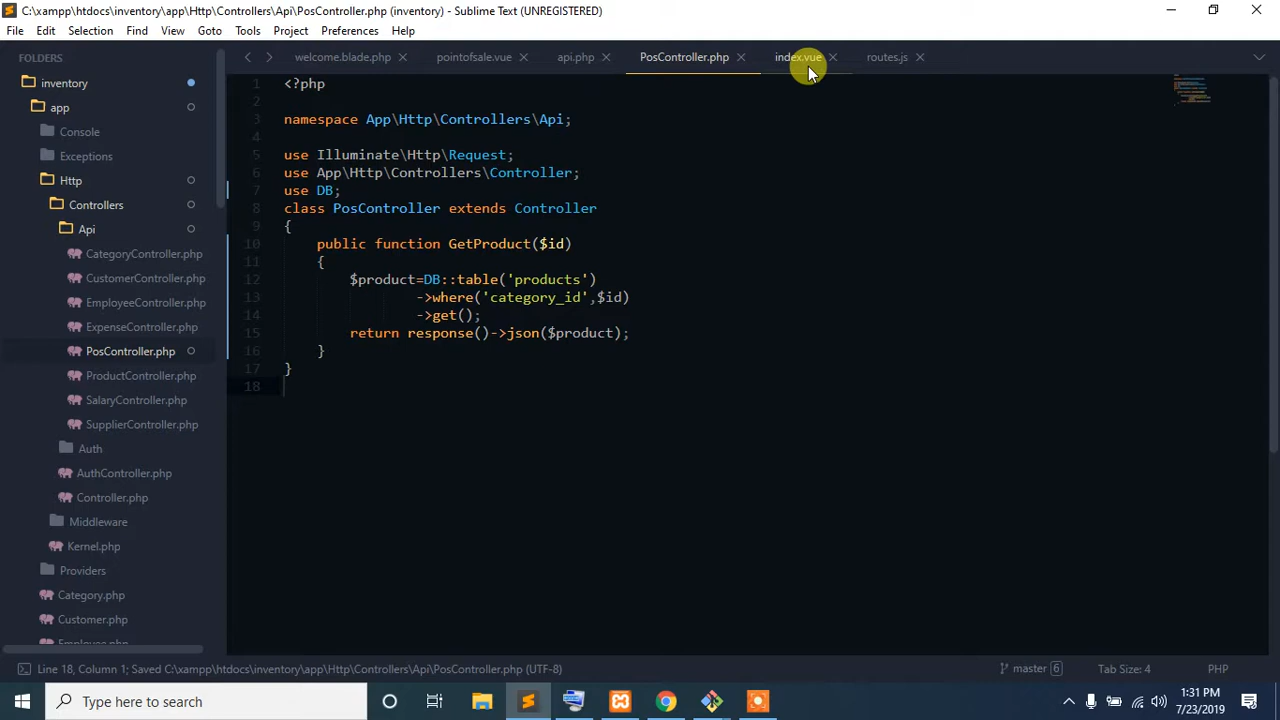 C:\xampp\htdocs\inventory\app\Http\Controllers\Api\PosController.php (inventory) - Sublime Text (UNREGISTERED)
File Edit Selection Find View Goto Tools Project Preferences Help
FOLDERS
inventory
app
Console
Exceptions
Http
Controllers
Api
CategoryController.php
CustomerController.php
EmployeeController.php
ExpenseController.php
PosController.php
ProductController.php
SalaryController.php
SupplierController.php
Auth
AuthController.php
Controller.php
Middleware
Kernel.php
Providers
Category.php
Customer.php
Employee.php
welcome.blade.php pointofsale.vue api.php PosController.php index.vue routes.js
1 <?php
2
3 namespace App\Http\Controllers\Api;
4
5 use Illuminate\Http\Request;
6 use App\Http\Controllers\Controller;
7 use DB;
8 class PosController extends Controller
9 {
10 public function GetProduct($id)
11 {
12 $product=DB::table('products')
13 ->where('category_id',$id)
14 ->get();
15 return response()->json($product);
16 }
17 }
18
Line 18, Column 1; Saved C:\xampp\htdocs\inventory\app\Http\Controllers\Api\PosController.php (UTF-8)
master 6
Tab Size: 4
PHP
Type here to search
1:31 PM
7/23/2019